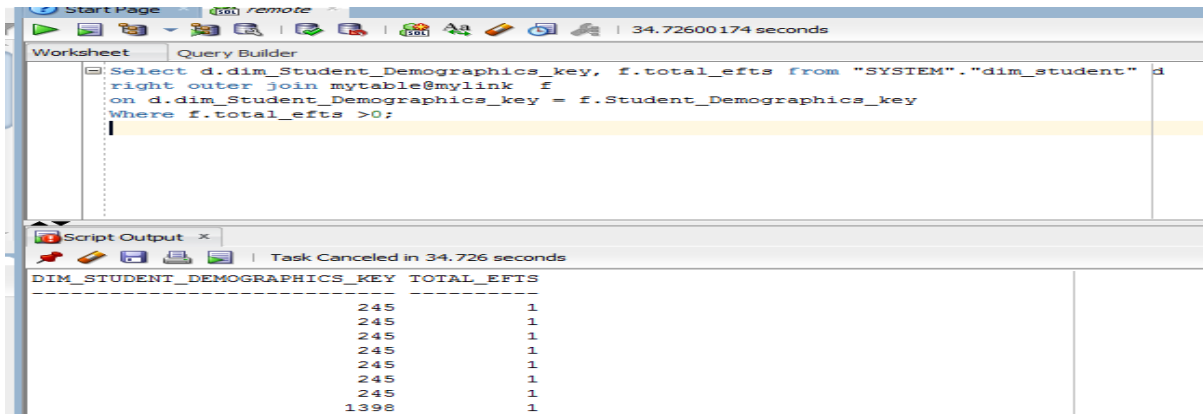 Start Page remote
34.72600174 seconds
Worksheet Query Builder
Select d.dim_Student_Demographics_key, f.total_efts from "SYSTEM"."dim_student" d
right outer join mytable@mylink f
on d.dim_Student_Demographics_key = f.Student_Demographics_key
Where f.total_efts >0;
Script Output ×
Task Canceled in 34.726 seconds
DIM_STUDENT_DEMOGRAPHICS_KEY TOTAL_EFTS
---------------------------- ----------
245 1
245 1
245 1
245 1
245 1
245 1
245 1
1398 1